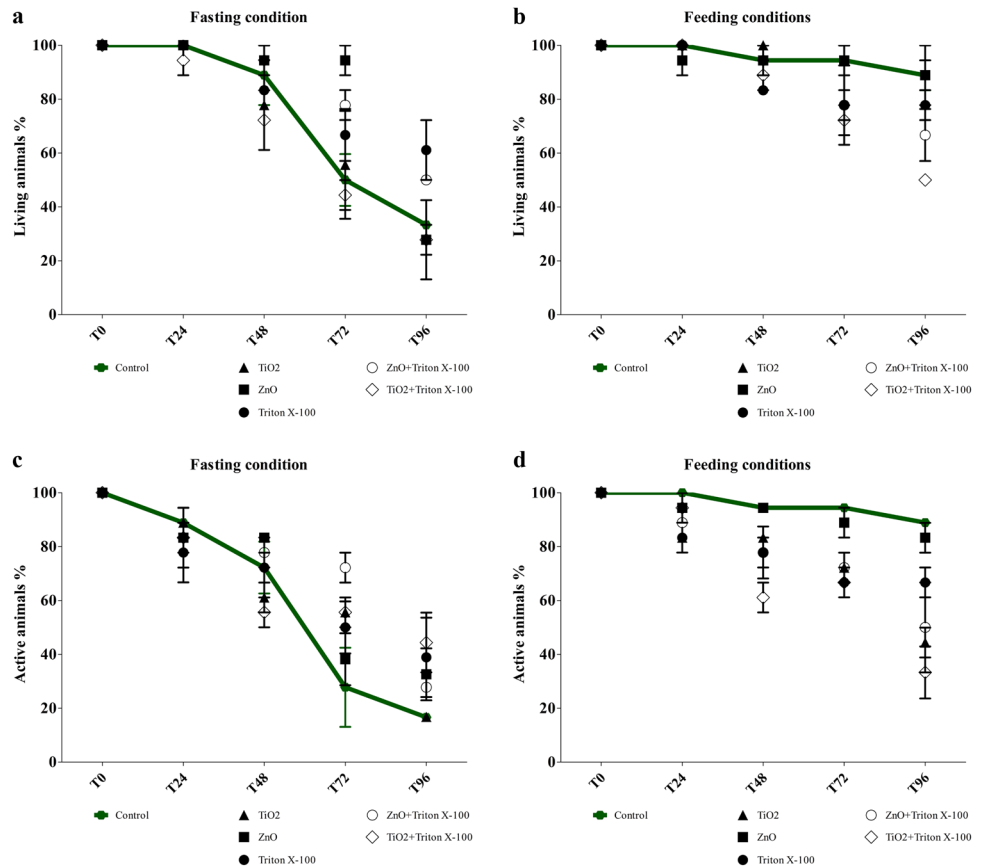 a
Fasting condition
Living animals %
100
80
60
40
20
0
T0
T24
T48
T72
T96
Control
TiO2
ZnO
Triton X-100
ZnO+Triton X-100
TiO2+Triton X-100
b
Feeding conditions
Living animals %
100
80
60
40
20
0
T0
T24
T48
T72
T96
Control
TiO2
ZnO
Triton X-100
ZnO+Triton X-100
TiO2+Triton X-100
c
Fasting condition
Active animals %
100
80
60
40
20
0
T0
T24
T48
T72
T96
Control
TiO2
ZnO
Triton X-100
ZnO+Triton X-100
TiO2+Triton X-100
d
Feeding conditions
Active animals %
100
80
60
40
20
0
T0
T24
T48
T72
T96
Control
TiO2
ZnO
Triton X-100
ZnO+Triton X-100
TiO2+Triton X-100